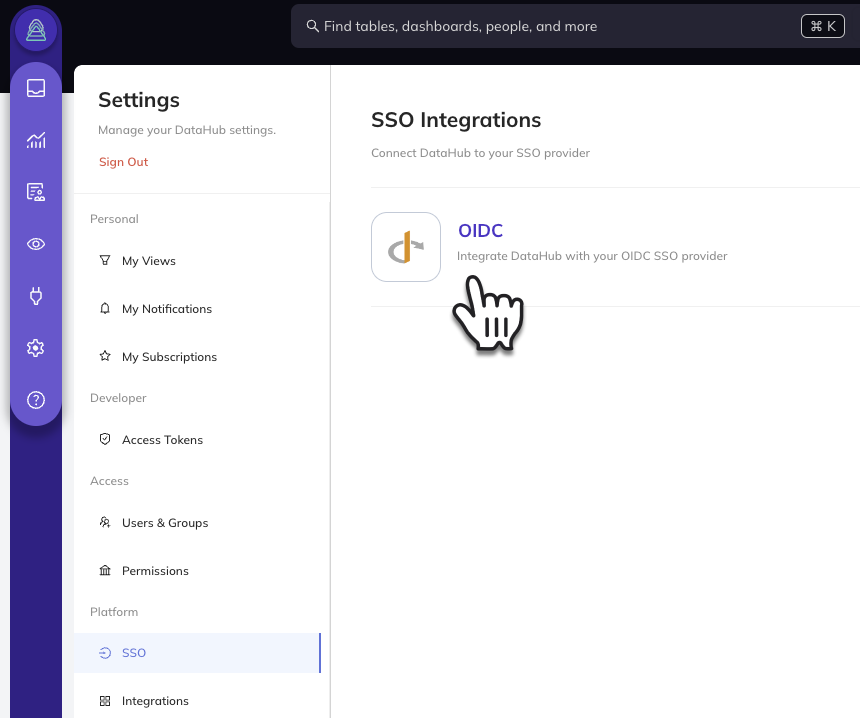 Find tables, dashboards, people, and more
⌘ K
Settings
Manage your DataHub settings.
Sign Out
Personal
My Views
My Notifications
My Subscriptions
Developer
Access Tokens
Access
Users & Groups
Permissions
Platform
SSO
Integrations
SSO Integrations
Connect DataHub to your SSO provider
OIDC
Integrate DataHub with your OIDC SSO provider